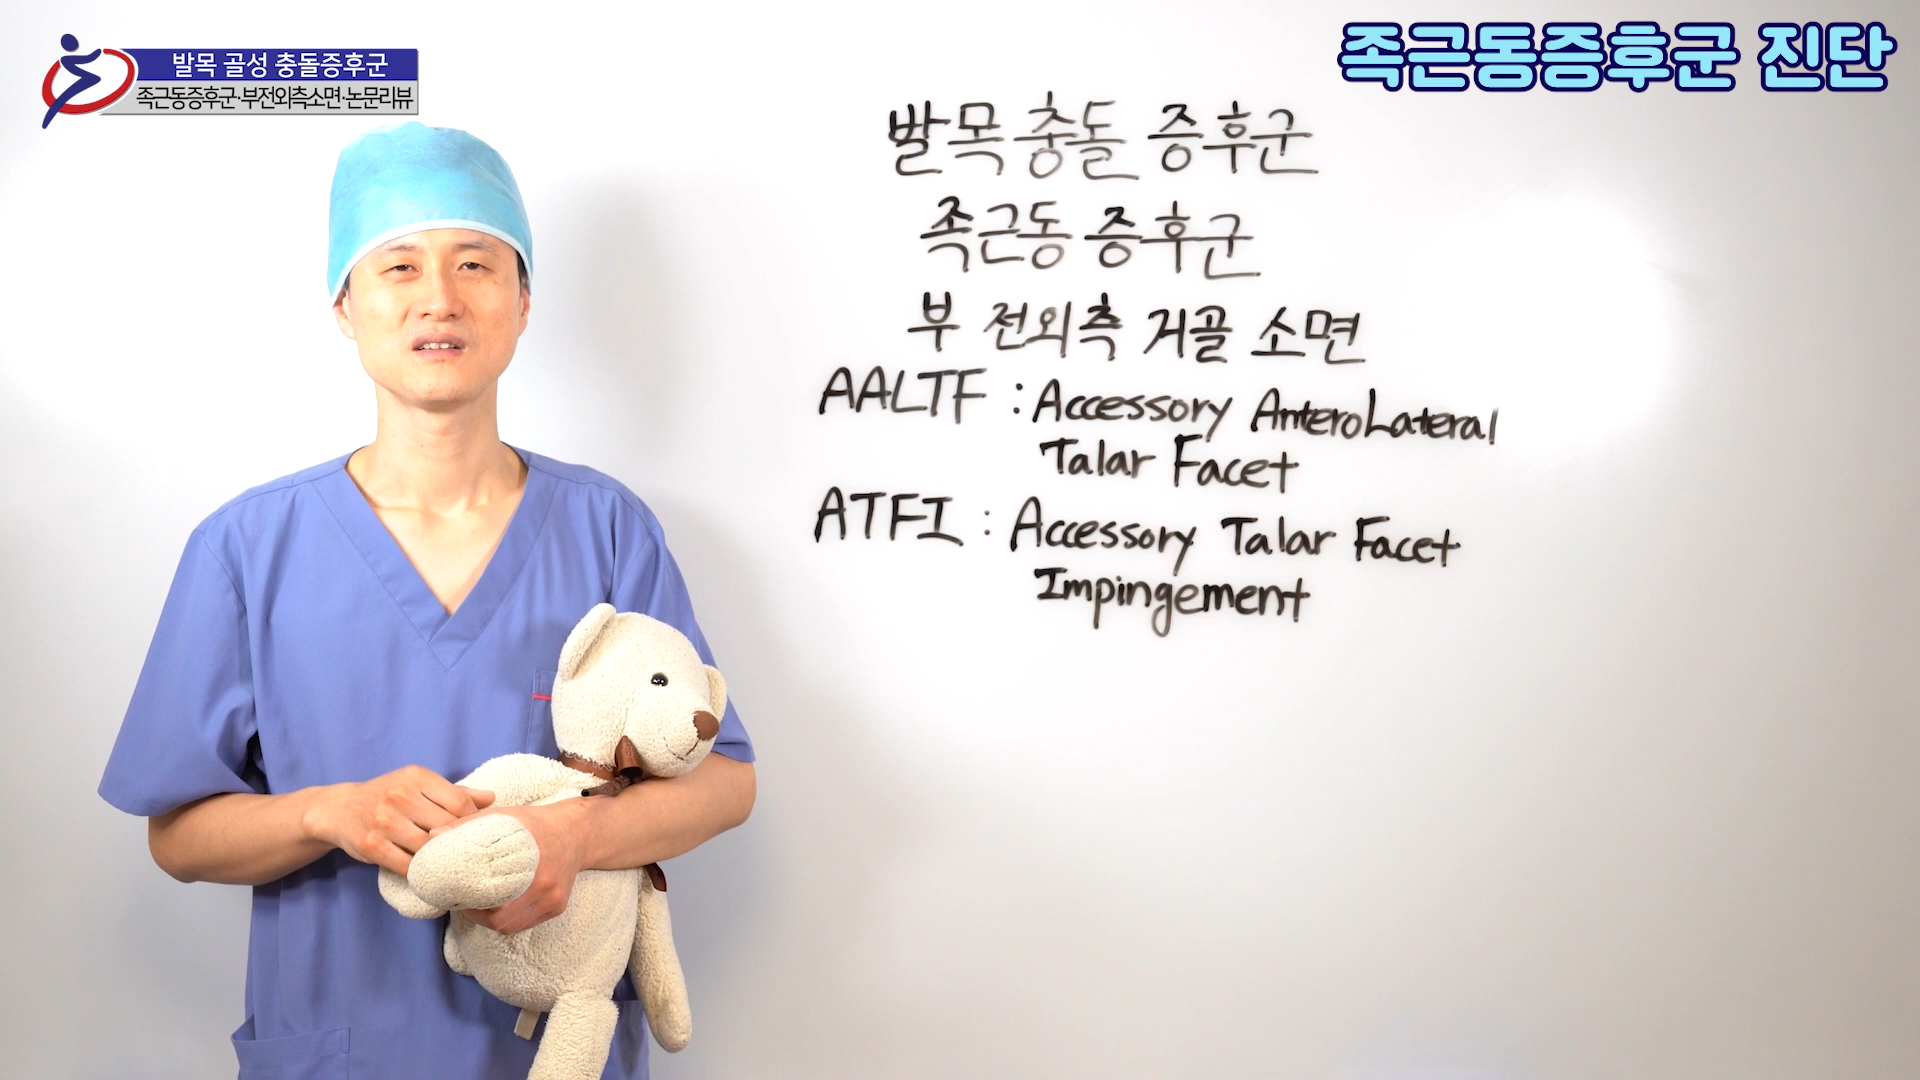 발목 골성 충돌증후군
족근동증후군·부전외측소면·논문리뷰
족근동증후군 진단
발목 충돌 증후군
족근동 증후군
부 전외측 거골 소면
AALTF : Accessory AnteroLateral
Talar Facet
ATFI : Accessory Talar Facet
Impingement